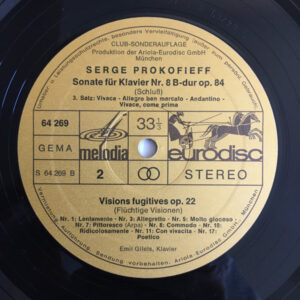 CLUB-SONDERAUFLAGE
Produktion der Ariola-Eurodisc GmbH
München
SERGE PROKOFIEFF
Sonate für Klavier Nr. 8 B-dur op. 84
(Schluß)
3. Satz: Vivace - Allegro ben marcato - Andantino -
Vivace, come prima
64 269
33 1/3
GEMA
melodia
eurodisc
S 64 269 B
2
STEREO
Visions fugitives op. 22
(Flüchtige Visionen)
Nr. 1: Lentamente - Nr. 3: Allegretto - Nr. 5: Molto giocoso
Nr. 7: Pittoresco (Arpa) - Nr. 8: Commodo - Nr. 10:
Ridicolosamente - Nr. 11: Con vivacita - Nr. 17:
Poetico
Emil Gilels, Klavier